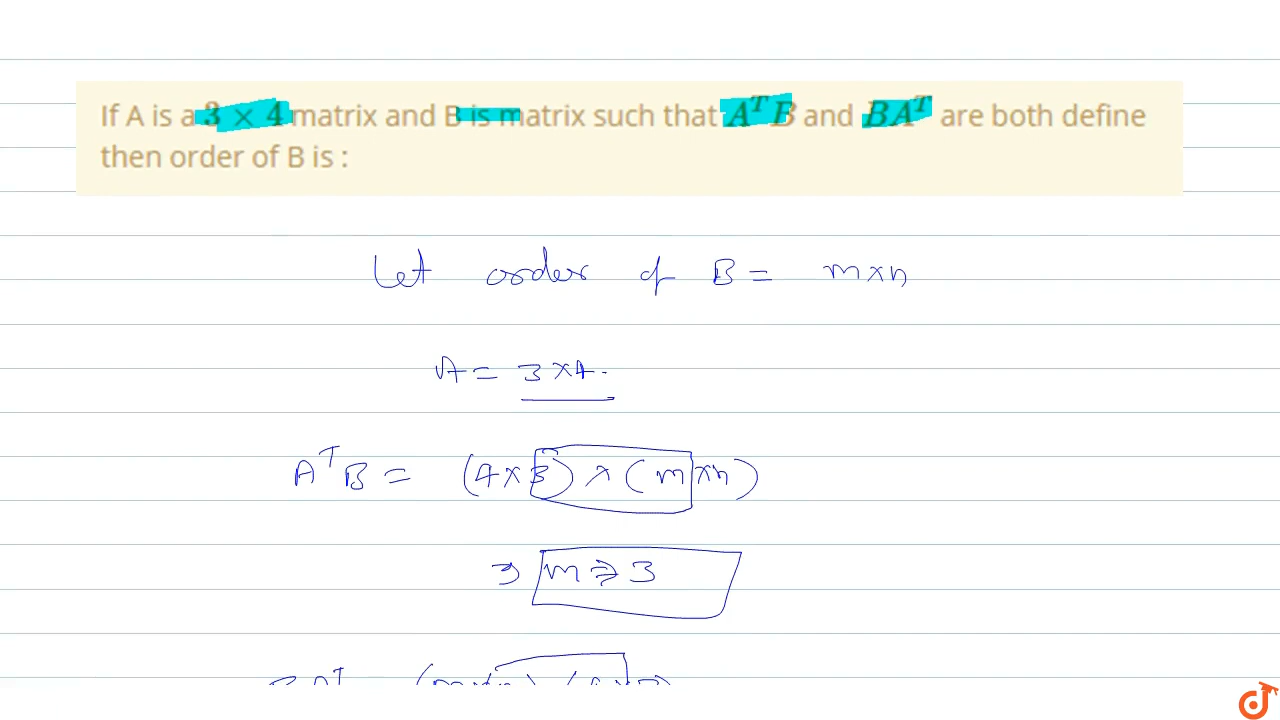 If A is a 3 × 4 matrix and B is matrix such that A^T B and BA^T are both define
then order of B is :
Let order of B = m×n
A = 3×4.
A^T B = (4×3) × (m×n)
m = 3